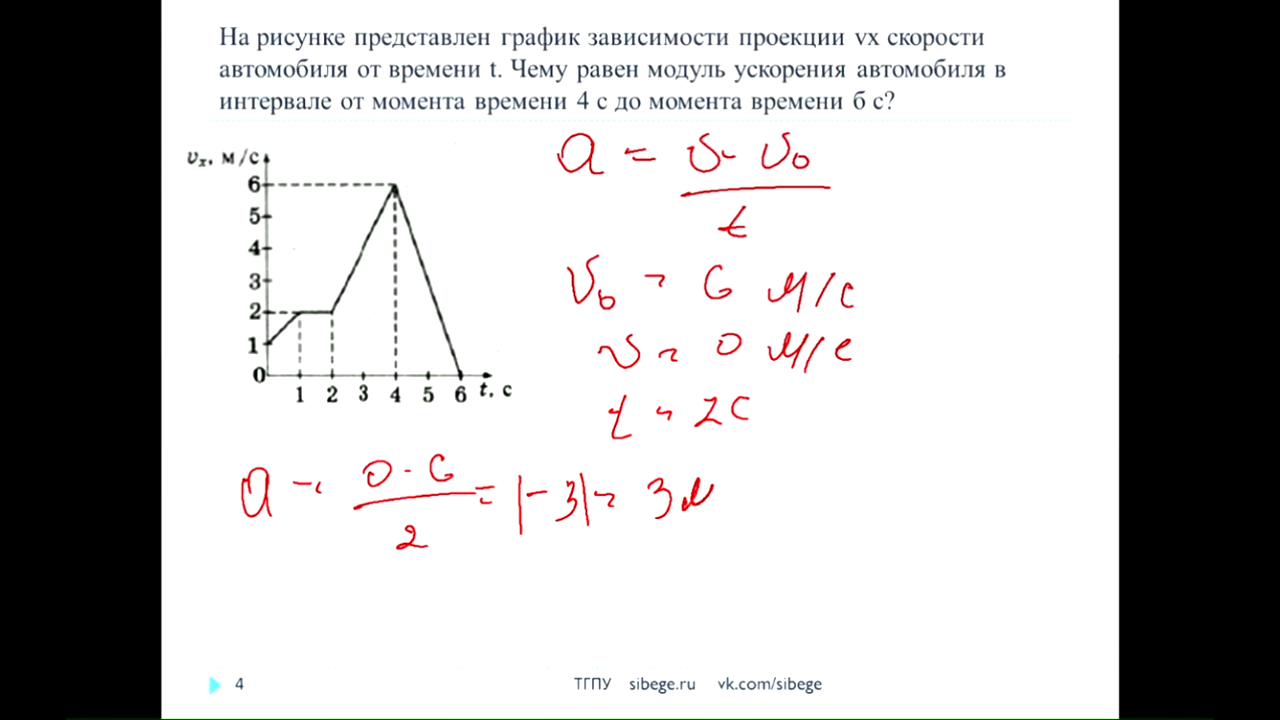 На рисунке представлен график зависимости проекции vx скорости
автомобиля от времени t. Чему равен модуль ускорения автомобиля в
интервале от момента времени 4 с до момента времени 6 с?
υx, м/с
6
5
4
3
2
1
0
1 2 3 4 5 6 t, с
a = υ - υ0
t
υ0 = 6 м/с
υ = 0 м/с
t = 2 с
a = 0 - 6 = |-3| = 3 м
2
4
ТГПУ sibege.ru vk.com/sibege